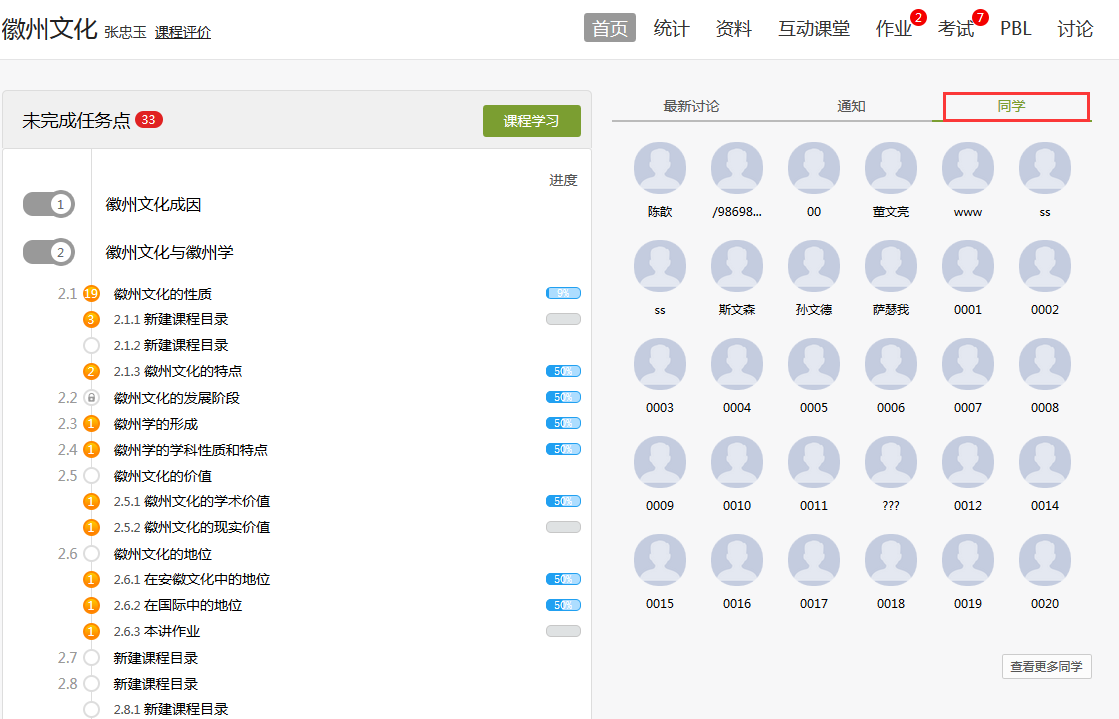 徽州文化 张忠玉 课程评价
首页 统计 资料 互动课堂 作业 2 考试 7 PBL 讨论
未完成任务点 33 课程学习
进度
1 徽州文化成因
2 徽州文化与徽州学
2.1 19 徽州文化的性质 9%
3 2.1.1 新建课程目录
2.1.2 新建课程目录
2 2.1.3 徽州文化的特点 50%
2.2 徽州文化的发展阶段 50%
2.3 1 徽州学的形成 50%
2.4 1 徽州学的学科性质和特点 50%
2.5 徽州文化的价值
1 2.5.1 徽州文化的学术价值 50%
1 2.5.2 徽州文化的现实价值
2.6 徽州文化的地位
1 2.6.1 在安徽文化中的地位 50%
1 2.6.2 在国际中的地位 50%
1 2.6.3 本讲作业
2.7 新建课程目录
2.8 新建课程目录
2.8.1 新建课程目录
最新讨论 通知 同学
陈歆 /98698... 00 董文亮 www ss
ss 斯文森 孙文德 萨瑟我 0001 0002
0003 0004 0005 0006 0007 0008
0009 0010 0011 ??? 0012 0014
0015 0016 0017 0018 0019 0020
查看更多同学